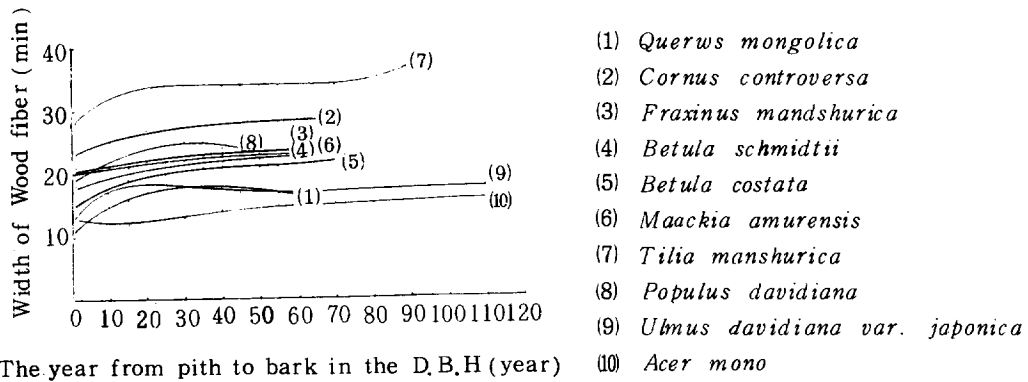 Width of Wood fiber (min)
40
30
20
10
(7)
(2)
(3)
(8)
(6)
(4)
(5)
(9)
(1)
(10)
0 10 20 30 40 50 60 70 80 90 100 110 120
The year from pith to bark in the D.B.H (year)
(1) Querws mongolica
(2) Cornus controversa
(3) Fraxinus mandshurica
(4) Betula schmidtii
(5) Betula costata
(6) Maackia amurensis
(7) Tilia manshurica
(8) Populus davidiana
(9) Ulmus davidiana var. japonica
(10) Acer mono